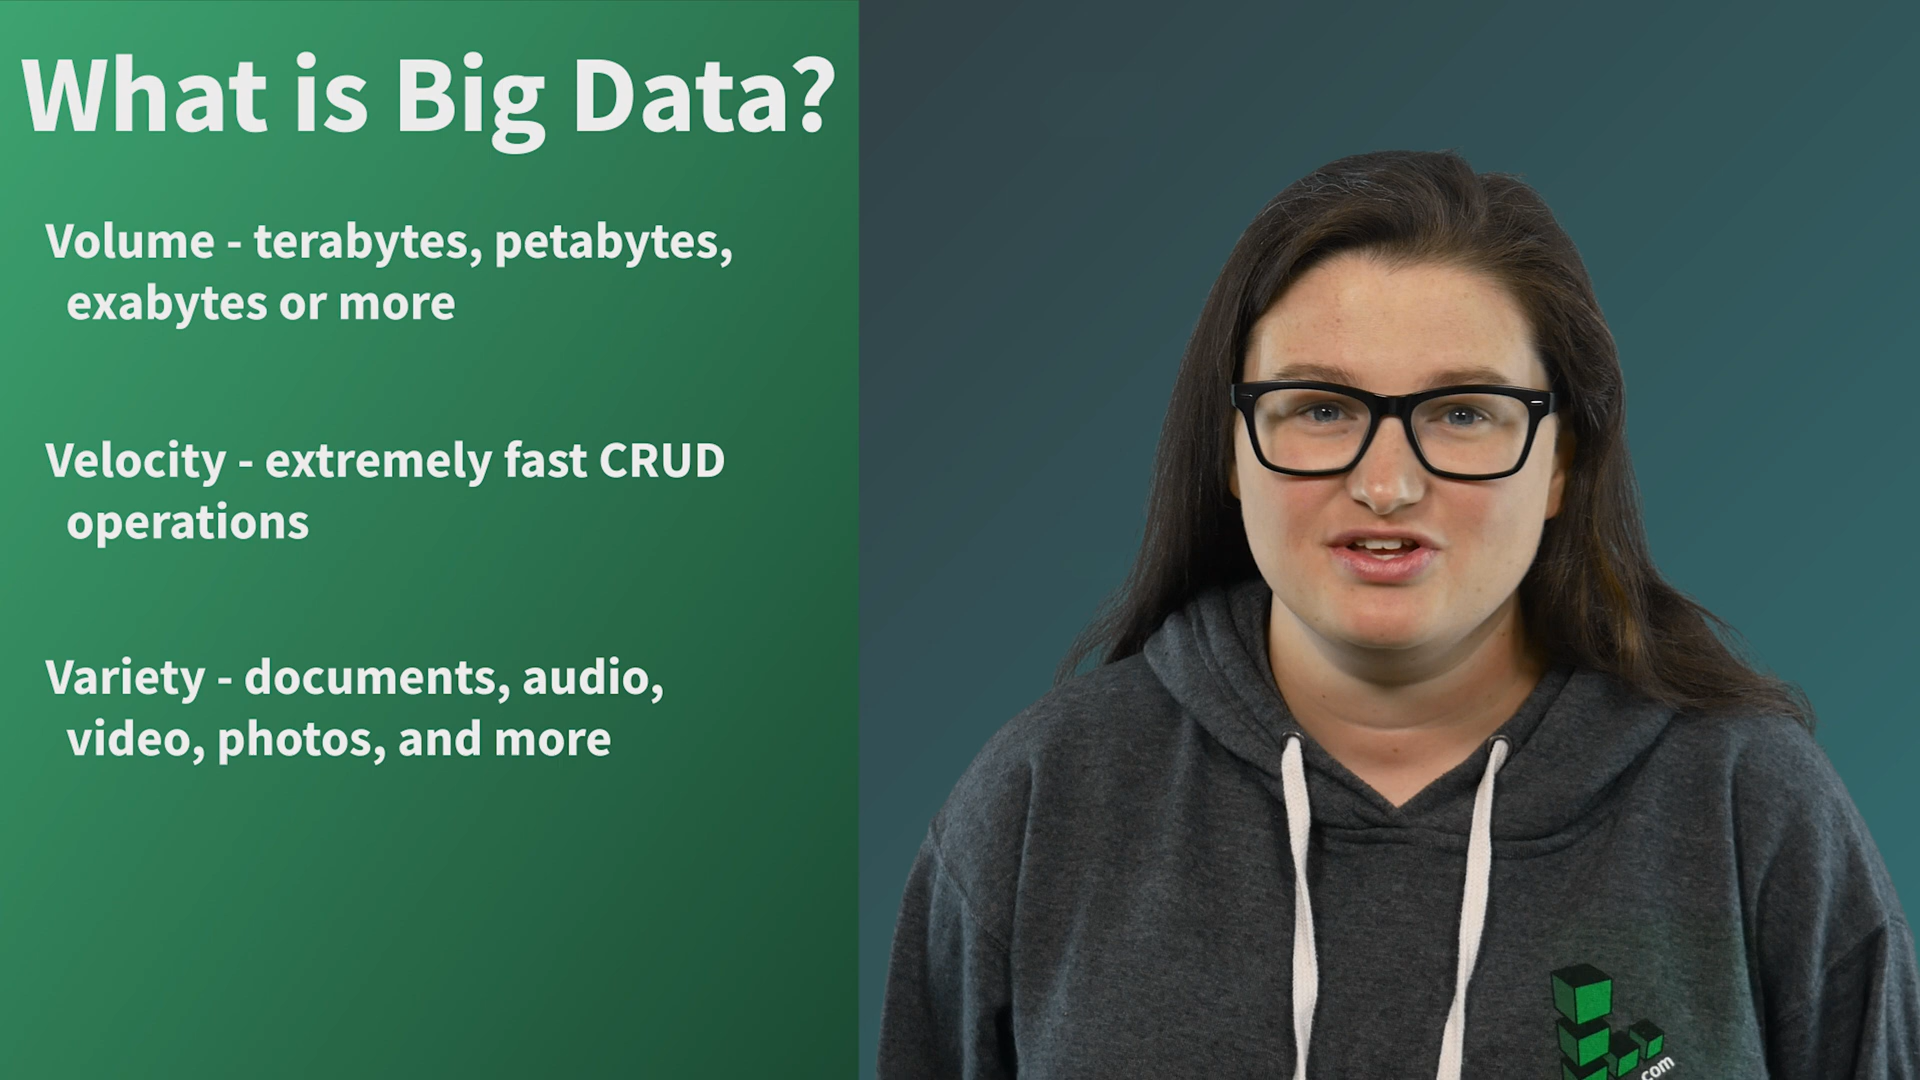 What is Big Data?
Volume - terabytes, petabytes,
exabytes or more
Velocity - extremely fast CRUD
operations
Variety - documents, audio,
video, photos, and more
com